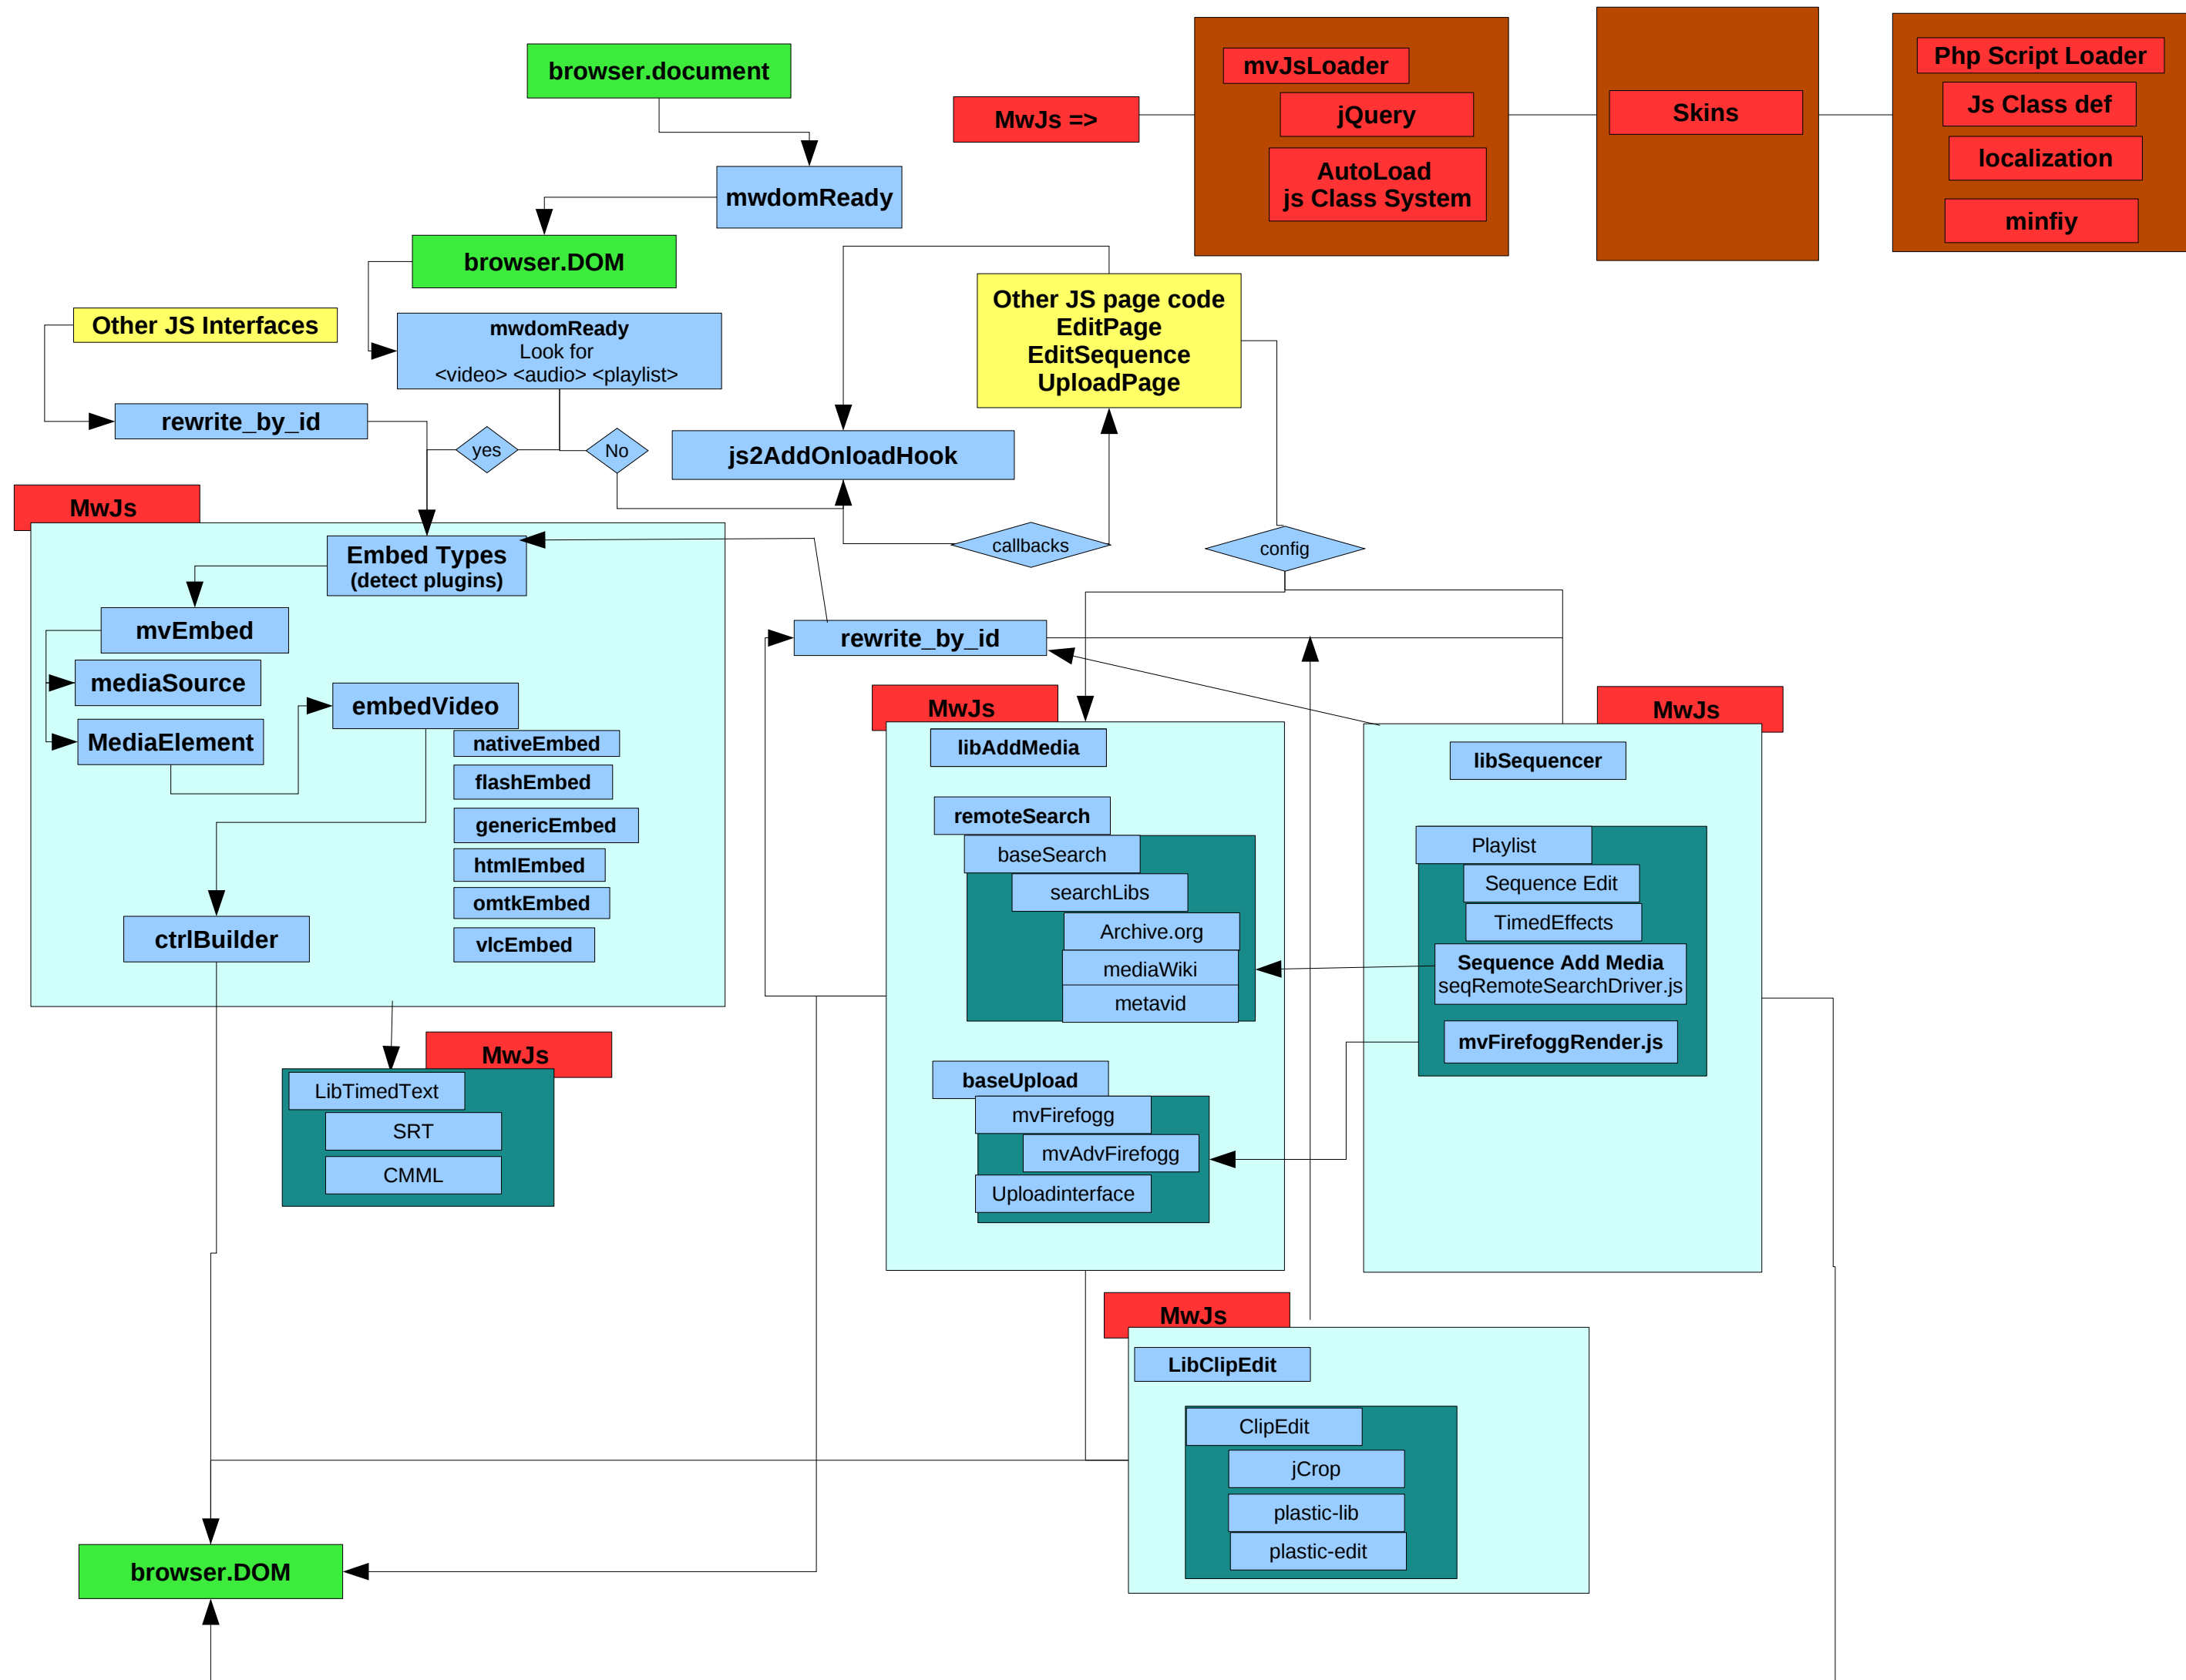 browser.document
MwJs =>
mvJsLoader
jQuery
AutoLoad
js Class System
Skins
Php Script Loader
Js Class def
localization
minfiy
mwdomReady
browser.DOM
Other JS Interfaces
mwdomReady
Look for
<video> <audio> <playlist>
Other JS page code
EditPage
EditSequence
UploadPage
rewrite_by_id
yes
No
js2AddOnloadHook
callbacks
config
MwJs
Embed Types
(detect plugins)
mvEmbed
mediaSource
MediaElement
embedVideo
nativeEmbed
flashEmbed
genericEmbed
htmlEmbed
omtkEmbed
vlcEmbed
ctrlBuilder
rewrite_by_id
MwJs
libAddMedia
remoteSearch
baseSearch
searchLibs
Archive.org
mediaWiki
metavid
baseUpload
mvFirefogg
mvAdvFirefogg
Uploadinterface
MwJs
libSequencer
Playlist
Sequence Edit
TimedEffects
Sequence Add Media
seqRemoteSearchDriver.js
mvFirefoggRender.js
MwJs
LibTimedText
SRT
CMML
MwJs
LibClipEdit
ClipEdit
jCrop
plastic-lib
plastic-edit
browser.DOM